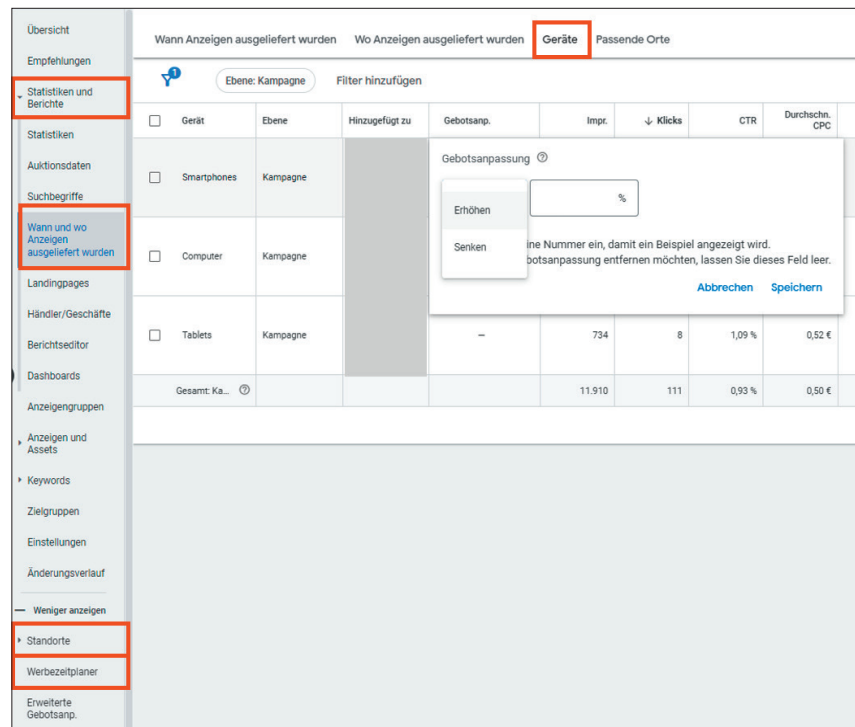 Übersicht
Empfehlungen
Statistiken und
Berichte
Statistiken
Auktionsdaten
Suchbegriffe
Wann und wo
Anzeigen
ausgeliefert wurden
Landingpages
Händler/Geschäfte
Berichtseditor
Dashboards
Anzeigengruppen
Anzeigen und
Assets
Keywords
Zielgruppen
Einstellungen
Änderungsverlauf
Weniger anzeigen
Standorte
Werbezeitplaner
Erweiterte
Gebotsanp.
Wann Anzeigen ausgeliefert wurden Wo Anzeigen ausgeliefert wurden Geräte Passende Orte
1 Ebene: Kampagne Filter hinzufügen
Gerät Ebene Hinzugefügt zu Gebotsanp. Impr. ↓ Klicks CTR Durchschn.
CPC
Smartphones Kampagne
Computer Kampagne
Gebotsanpassung ?
Erhöhen %
Senken
ine Nummer ein, damit ein Beispiel angezeigt wird.
botsanpassung entfernen möchten, lassen Sie dieses Feld leer.
Abbrechen Speichern
Tablets Kampagne – 734 8 1,09 % 0,52 €
Gesamt: Ka... ? 11.910 111 0,93 % 0,50 €